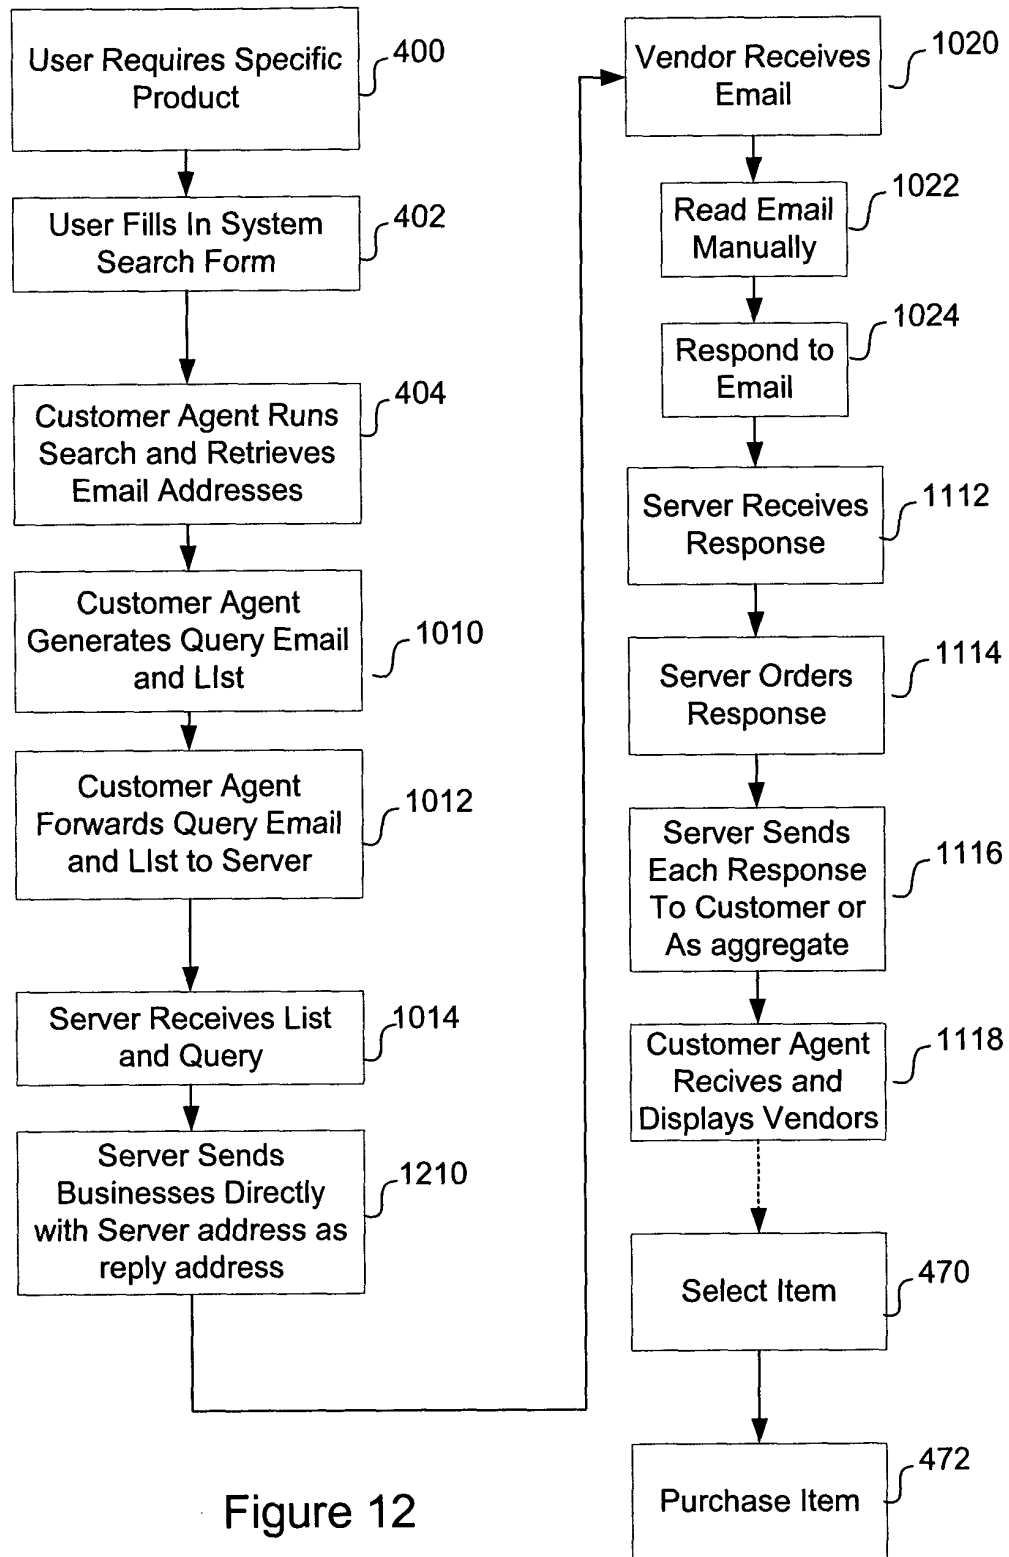 User Requires Specific
Product
400
User Fills In System
Search Form
402
Customer Agent Runs
Search and Retrieves
Email Addresses
404
Customer Agent
Generates Query Email
and LIst
1010
Customer Agent
Forwards Query Email
and LIst to Server
1012
Server Receives List
and Query
1014
Server Sends
Businesses Directly
with Server address as
reply address
1210
Vendor Receives
Email
1020
Read Email
Manually
1022
Respond to
Email
1024
Server Receives
Response
1112
Server Orders
Response
1114
Server Sends
Each Response
To Customer or
As aggregate
1116
Customer Agent
Recives and
Displays Vendors
1118
Select Item
470
Purchase Item
472
Figure 12